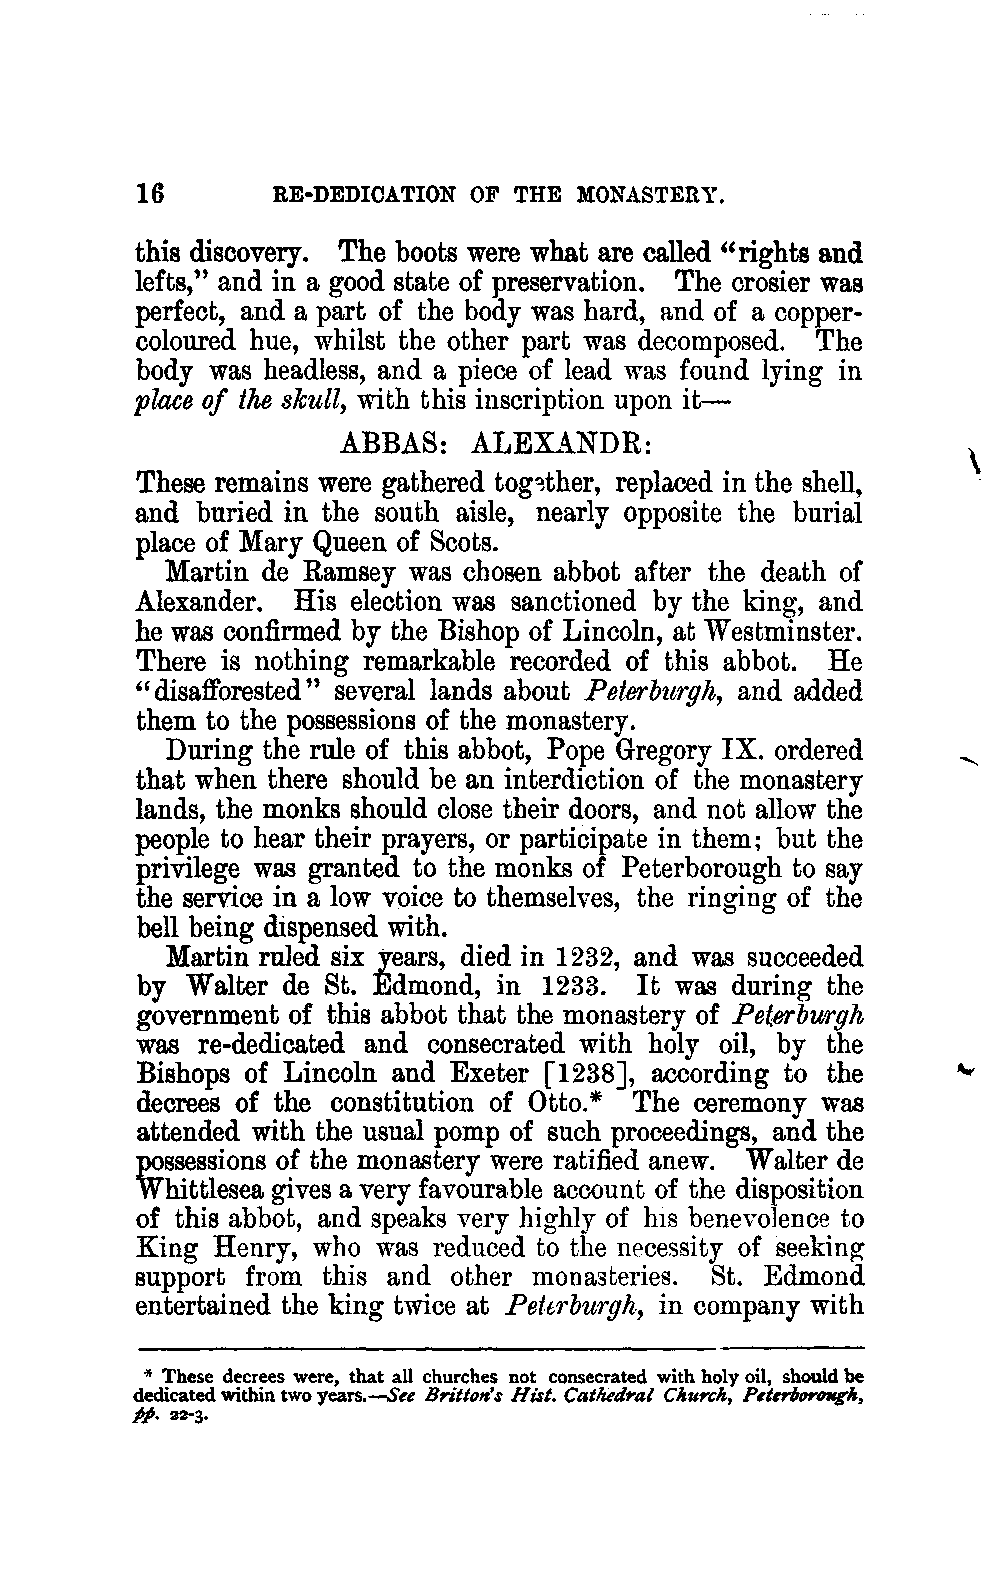 16 RE-DEDICATION OF THE MONASTERY.
this discovery. The boots were what are called “rights and
lefts,” and in a good state of preservation. The crosier was
perfect, and a part of the body was hard, and of a copper-
coloured hue, whilst the other part was decomposed. The
body was headless, and a piece of lead was found lying in
place of the skull, with this inscription upon it—
ABBAS: ALEXANDR:
These remains were gathered together, replaced in the shell,
and buried in the south aisle, nearly opposite the burial
place of Mary Queen of Scots.
Martin de Ramsey was chosen abbot after the death of
Alexander. His election was sanctioned by the king, and
he was confirmed by the Bishop of Lincoln, at Westminster.
There is nothing remarkable recorded of this abbot. He
“disafforested” several lands about Peterburgh, and added
them to the possessions of the monastery.
During the rule of this abbot, Pope Gregory IX. ordered
that when there should be an interdiction of the monastery
lands, the monks should close their doors, and not allow the
people to hear their prayers, or participate in them; but the
privilege was granted to the monks of Peterborough to say
the service in a low voice to themselves, the ringing of the
bell being dispensed with.
Martin ruled six years, died in 1232, and was succeeded
by Walter de St. Edmond, in 1233. It was during the
government of this abbot that the monastery of Peterburgh
was re-dedicated and consecrated with holy oil, by the
Bishops of Lincoln and Exeter [1238], according to the
decrees of the constitution of Otto.* The ceremony was
attended with the usual pomp of such proceedings, and the
possessions of the monastery were ratified anew. Walter de
Whittlesea gives a very favourable account of the disposition
of this abbot, and speaks very highly of his benevolence to
King Henry, who was reduced to the necessity of seeking
support from this and other monasteries. St. Edmond
entertained the king twice at Peterburgh, in company with
* These decrees were, that all churches not consecrated with holy oil, should be
dedicated within two years.—See Britton's Hist. Cathedral Church, Peterborough,
pp. 22-3.